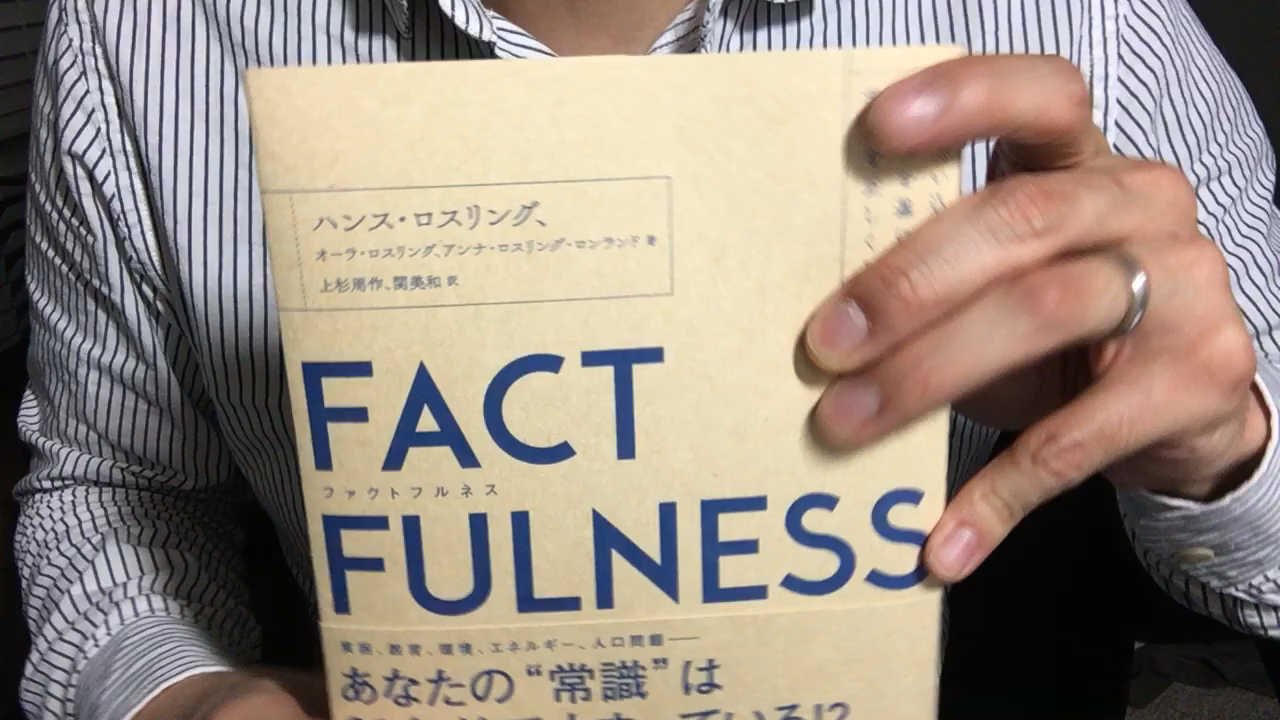 ハンス・ロスリング、
オーラ・ロスリング、アンナ・ロスリング・ロンランド 著
上杉周作、関美和 訳
FACT
ファクトフルネス
FULNESS
貧困、教育、環境、エネルギー、人口問題──
あなたの“常識”は